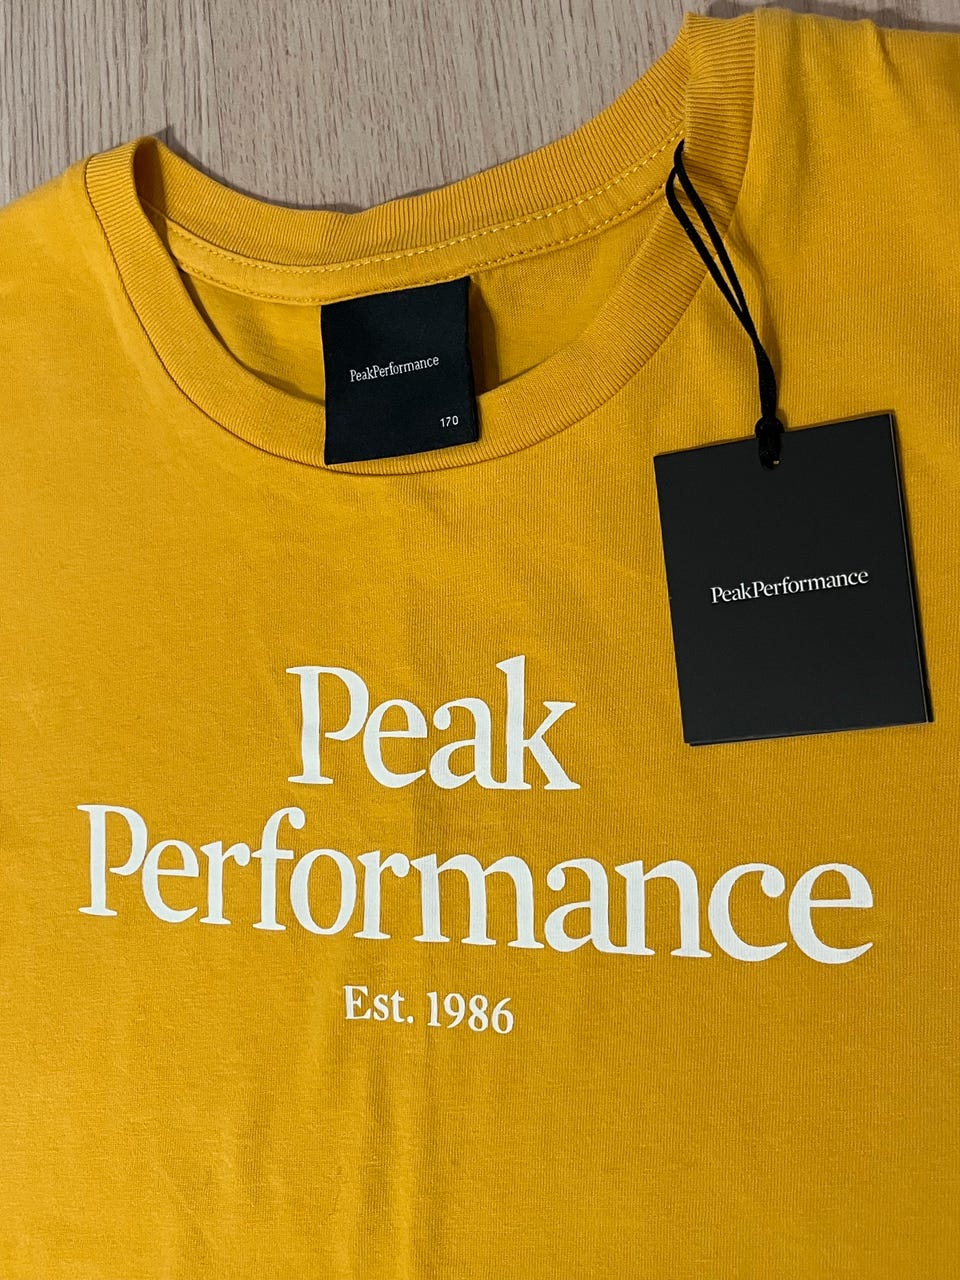 PeakPerformance
170
PeakPerformance
Peak
Performance
Est. 1986